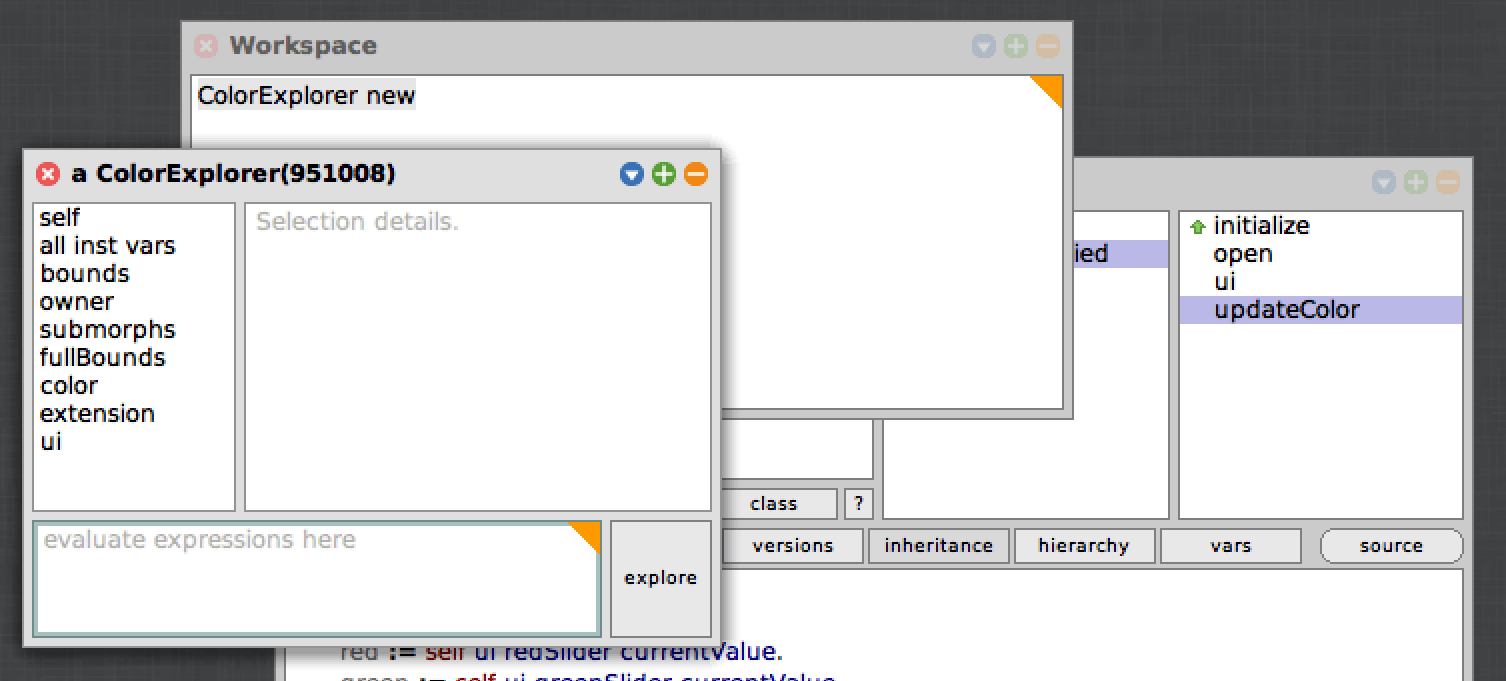 Workspace
ColorExplorer new
a ColorExplorer(951008)
self
all inst vars
bounds
owner
submorphs
fullBounds
color
extension
ui
Selection details.
evaluate expressions here
explore
ied
initialize
open
ui
updateColor
class
?
versions
inheritance
hierarchy
vars
source
red := self ui redSlider currentValue.
green := self ui greenSlider currentValue.